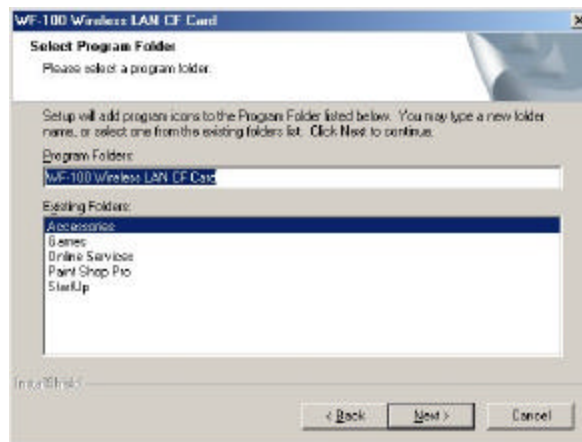 WF-100 Wireless LAN CF Card
Select Program Folder
Please select a program folder.
Setup will add program icons to the Program Folder listed below. You may type a new folder
name, or select one from the existing folders list. Click Next to continue.
Program Folders:
WF-100 Wireless LAN CF Card
Existing Folders:
Accessories
Games
Online Services
Paint Shop Pro
StartUp
InstallShield
< Back
Next >
Cancel